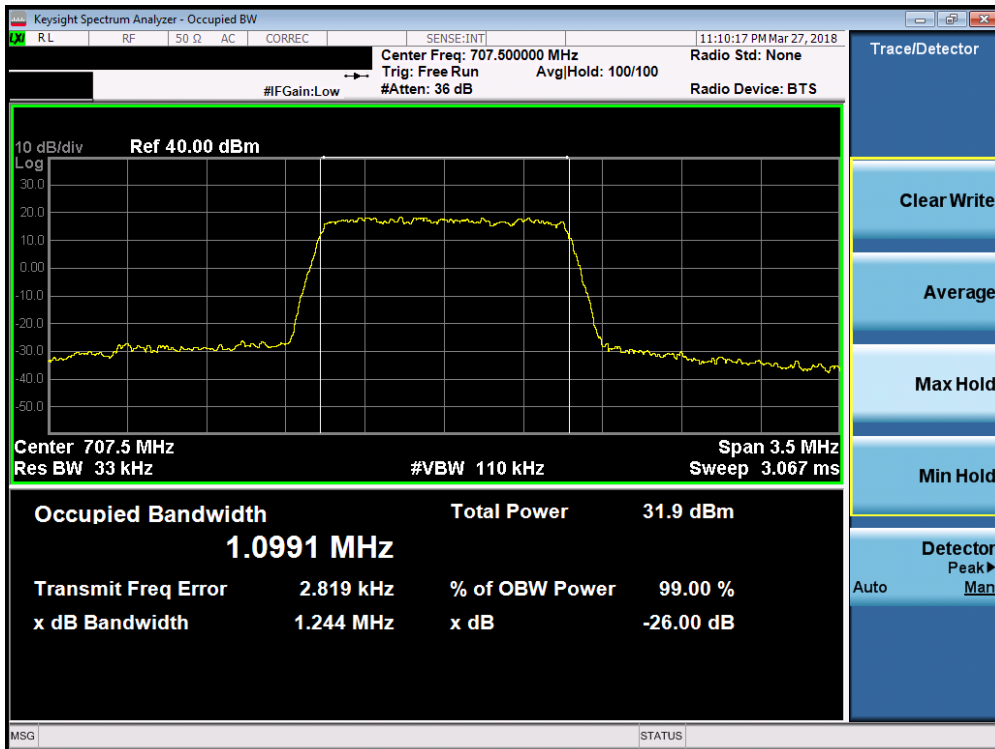 Keysight Spectrum Analyzer - Occupied BW
LXI RL RF 50 Ω AC CORREC SENSE:INT 11:10:17 PM Mar 27, 2018
Center Freq: 707.500000 MHz Radio Std: None
Trig: Free Run Avg|Hold: 100/100
#IFGain:Low #Atten: 36 dB Radio Device: BTS
10 dB/div Ref 40.00 dBm
Log
30.0
20.0
10.0
0.00
-10.0
-20.0
-30.0
-40.0
-50.0
Center 707.5 MHz Span 3.5 MHz
Res BW 33 kHz #VBW 110 kHz Sweep 3.067 ms
Occupied Bandwidth Total Power 31.9 dBm
1.0991 MHz
Transmit Freq Error 2.819 kHz % of OBW Power 99.00 %
x dB Bandwidth 1.244 MHz x dB -26.00 dB
Trace/Detector
Clear Write
Average
Max Hold
Min Hold
Detector
Peak▶
Auto Man
MSG STATUS